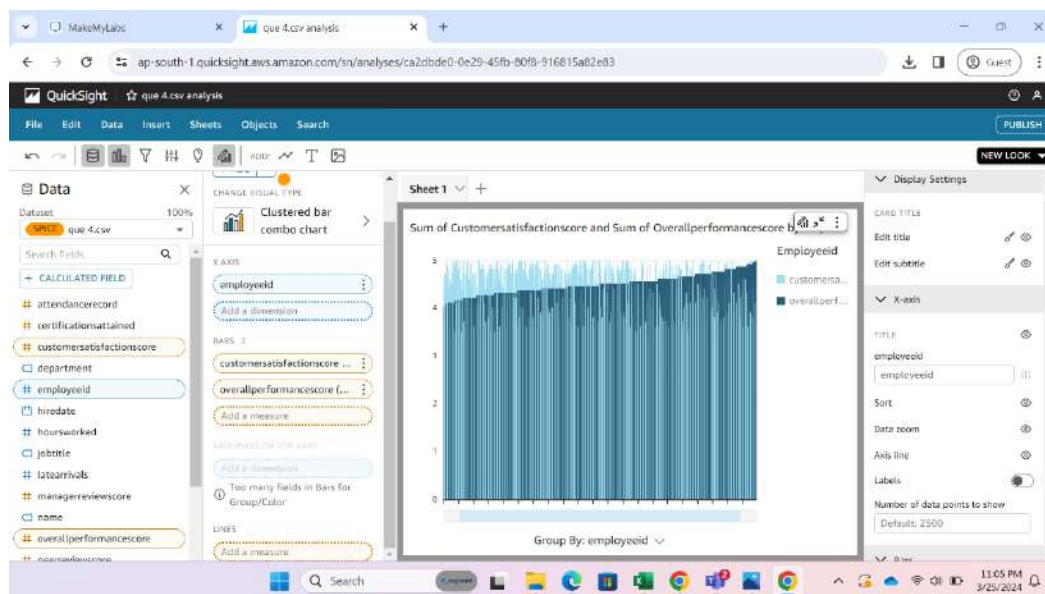 MakeMyLabs
que 4.csv analysis
ap-south-1.quicksight.aws.amazon.com/sn/analyses/ca2dbde0-0e29-45fb-80f8-916815a82e83
Guest
QuickSight
que 4.csv analysis
File Edit Data Insert Sheets Objects Search
PUBLISH
ADD:
NEW LOOK
Data
Dataset
100%
SPICE que 4.csv
Search fields
+ CALCULATED FIELD
attendancerecord
certificationsattained
customersatisfactionscore
department
employeeid
hiredate
hoursworked
jobtitle
latearrivals
managerreviewscore
name
overallperformancescore
CHANGE VISUAL TYPE
Clustered bar
combo chart
X AXIS
employeeid
Add a dimension
BARS 2
customersatisfactionscore ...
overallperformancescore (...
Add a measure
Add a dimension
Too many fields in Bars for
Group/Color
LINES
Add a measure
Sheet 1
Sum of Customersatisfactionscore and Sum of Overallperformancescore b
Employeeid
customersa...
overallperf...
5
4
3
2
1
0
Group By: employeeid
Display Settings
CARD TITLE
Edit title
Edit subtitle
X-axis
TITLE
employeeid
employeeid
Sort
Data zoom
Axis line
Labels
Number of data points to show
Default: 2500
Bars
Search
11:05 PM
3/25/2024